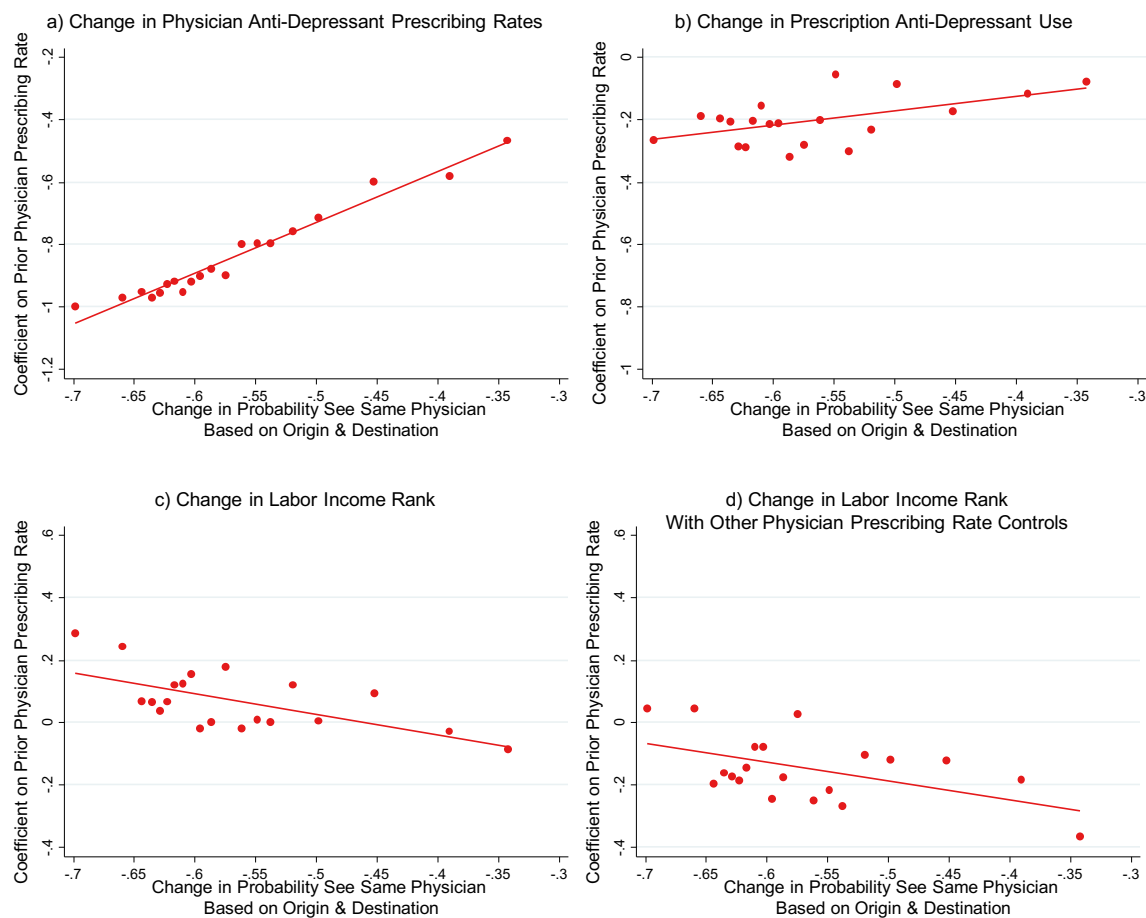 a) Change in Physician Anti-Depressant Prescribing Rates
Coefficient on Prior Physician Prescribing Rate
-.2
-.4
-.6
-.8
-1
-1.2
-.7 -.65 -.6 -.55 -.5 -.45 -.4 -.35 -.3
Change in Probability See Same Physician
Based on Origin & Destination
b) Change in Prescription Anti-Depressant Use
Coefficient on Prior Physician Prescribing Rate
0
-.2
-.4
-.6
-.8
-1
-.7 -.65 -.6 -.55 -.5 -.45 -.4 -.35 -.3
Change in Probability See Same Physician
Based on Origin & Destination
c) Change in Labor Income Rank
Coefficient on Prior Physician Prescribing Rate
.6
.4
.2
0
-.2
-.4
-.7 -.65 -.6 -.55 -.5 -.45 -.4 -.35 -.3
Change in Probability See Same Physician
Based on Origin & Destination
d) Change in Labor Income Rank
With Other Physician Prescribing Rate Controls
Coefficient on Prior Physician Prescribing Rate
.6
.4
.2
0
-.2
-.4
-.7 -.65 -.6 -.55 -.5 -.45 -.4 -.35 -.3
Change in Probability See Same Physician
Based on Origin & Destination